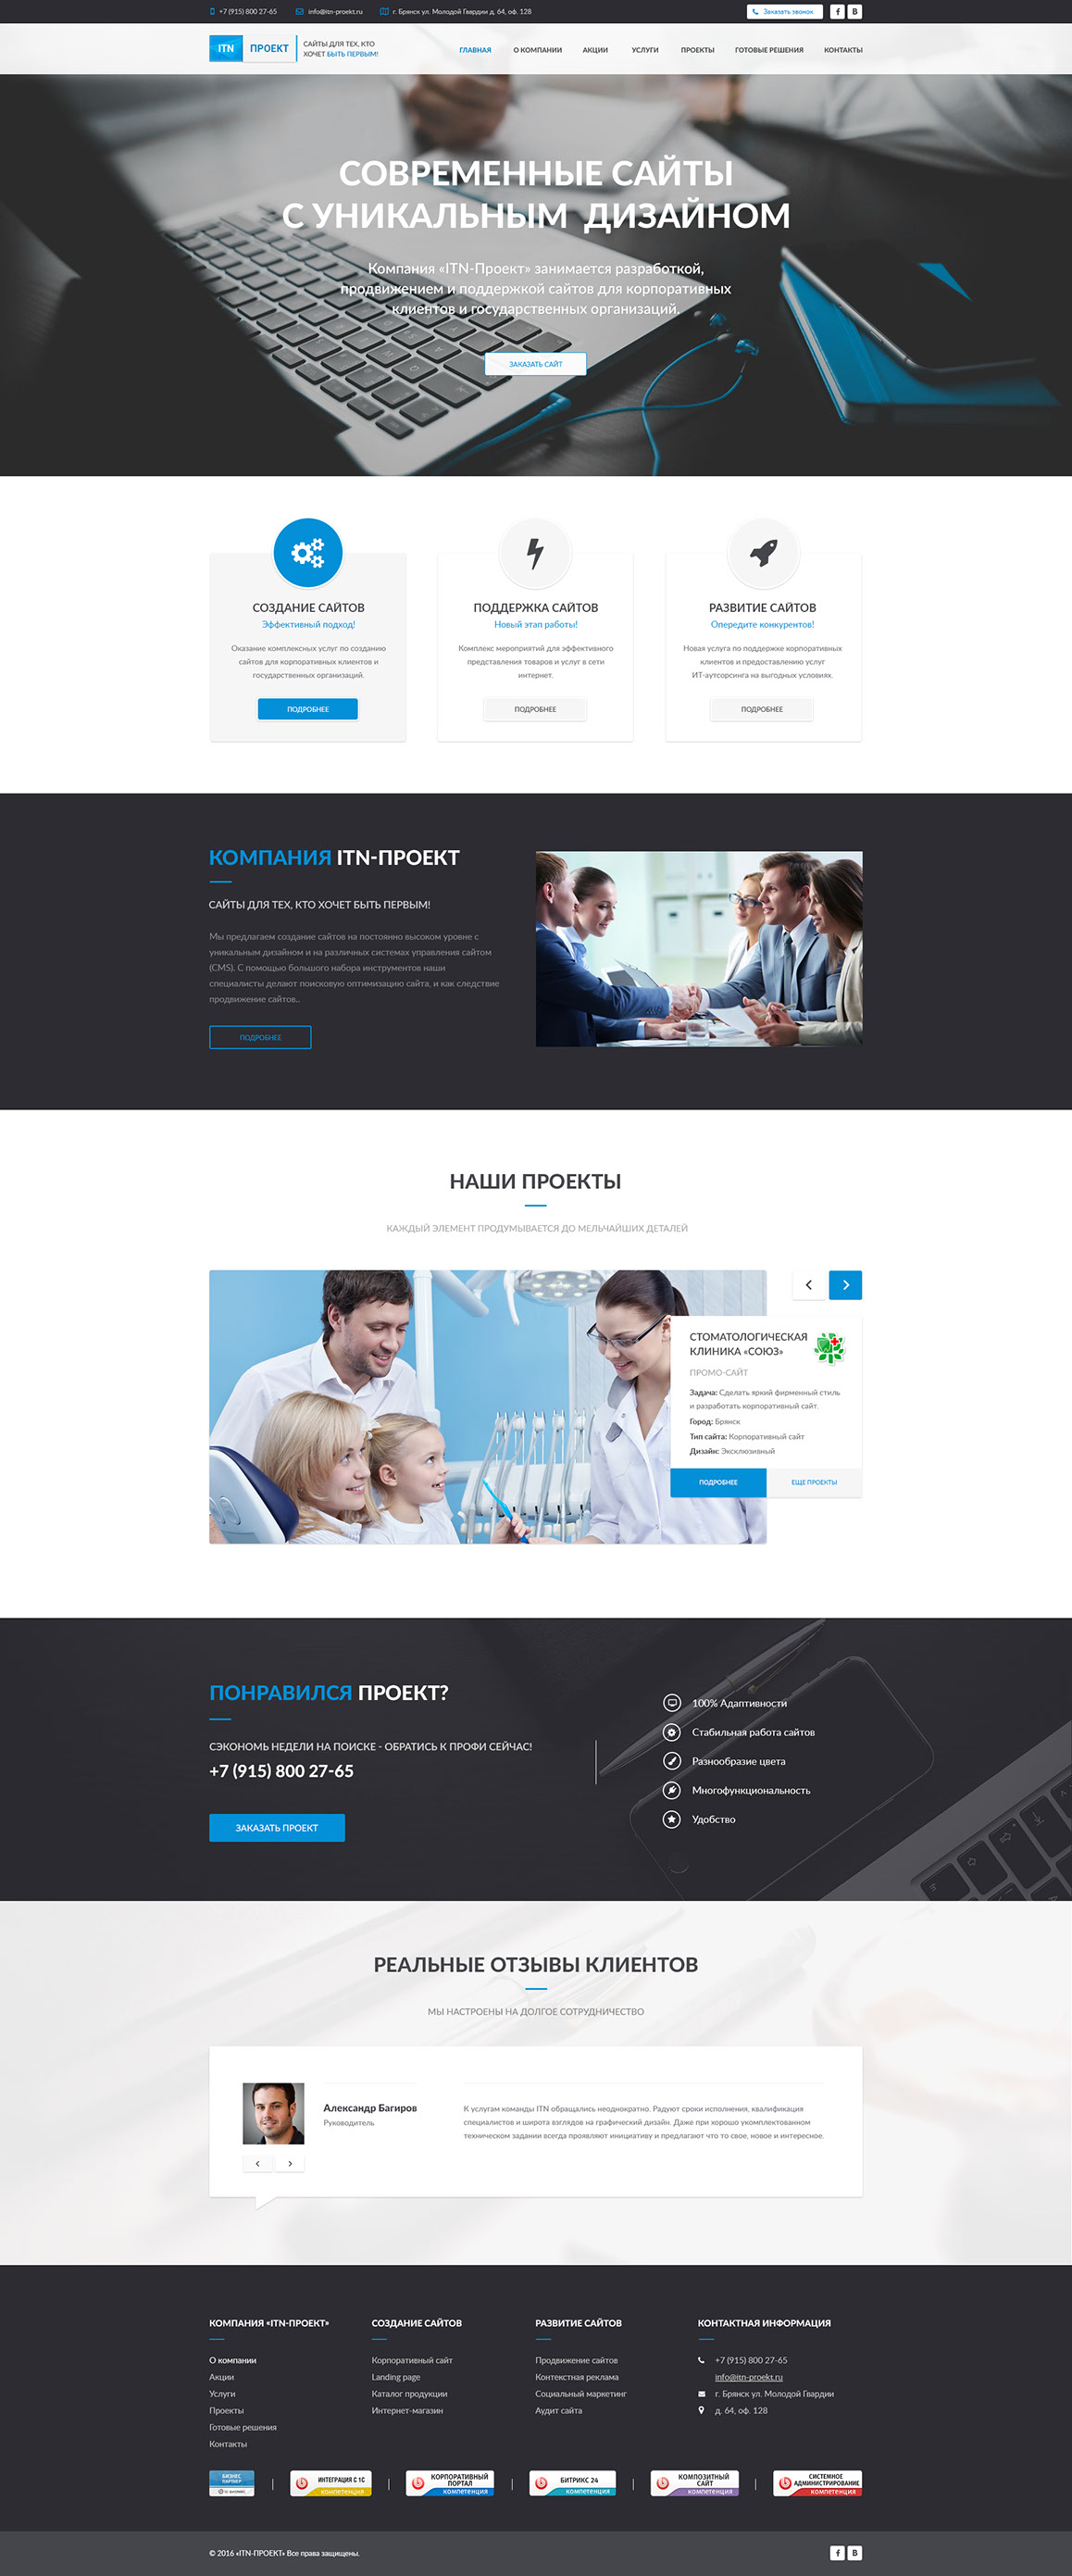 +7 (915) 800 27-65
info@itn-proekt.ru
г. Брянск ул. Молодой Гвардии д. 64, оф. 128
Заказать звонок
f
B
ITN ПРОЕКТ
САЙТЫ ДЛЯ ТЕХ, КТО
ХОЧЕТ БЫТЬ ПЕРВЫМ!
ГЛАВНАЯ
О КОМПАНИИ
АКЦИИ
УСЛУГИ
ПРОЕКТЫ
ГОТОВЫЕ РЕШЕНИЯ
КОНТАКТЫ
СОВРЕМЕННЫЕ САЙТЫ
С УНИКАЛЬНЫМ ДИЗАЙНОМ
Компания «ITN-Проект» занимается разработкой,
продвижением и поддержкой сайтов для корпоративных
клиентов и государственных организаций.
ЗАКАЗАТЬ САЙТ
СОЗДАНИЕ САЙТОВ
Эффективный подход!
Оказание комплексных услуг по созданию
сайтов для корпоративных клиентов и
государственных организаций.
ПОДРОБНЕЕ
ПОДДЕРЖКА САЙТОВ
Новый этап работы!
Комплекс мероприятий для эффективного
представления товаров и услуг в сети
интернет.
ПОДРОБНЕЕ
РАЗВИТИЕ САЙТОВ
Опередите конкурентов!
Новая услуга по поддержке корпоративных
клиентов и предоставлению услуг
ИТ-аутсорсинга на выгодных условиях.
ПОДРОБНЕЕ
КОМПАНИЯ ITN-ПРОЕКТ
САЙТЫ ДЛЯ ТЕХ, КТО ХОЧЕТ БЫТЬ ПЕРВЫМ!
Мы предлагаем создание сайтов на постоянно высоком уровне с
уникальным дизайном и на различных системах управления сайтом
(CMS). С помощью большого набора инструментов наши
специалисты делают поисковую оптимизацию сайта, и как следствие
продвижение сайтов..
ПОДРОБНЕЕ
НАШИ ПРОЕКТЫ
КАЖДЫЙ ЭЛЕМЕНТ ПРОДУМЫВАЕТСЯ ДО МЕЛЬЧАЙШИХ ДЕТАЛЕЙ
СТОМАТОЛОГИЧЕСКАЯ
КЛИНИКА «СОЮЗ»
ПРОМО-САЙТ
Задача: Сделать яркий фирменный стиль
и разработать корпоративный сайт.
Город: Брянск
Тип сайта: Корпоративный сайт
Дизайн: Эксклюзивный
ПОДРОБНЕЕ
ЕЩЕ ПРОЕКТЫ
ПОНРАВИЛСЯ ПРОЕКТ?
СЭКОНОМЬ НЕДЕЛИ НА ПОИСКЕ - ОБРАТИСЬ К ПРОФИ СЕЙЧАС!
+7 (915) 800 27-65
ЗАКАЗАТЬ ПРОЕКТ
100% Адаптивности
Стабильная работа сайтов
Разнообразие цвета
Многофункциональность
Удобство
РЕАЛЬНЫЕ ОТЗЫВЫ КЛИЕНТОВ
МЫ НАСТРОЕНЫ НА ДОЛГОЕ СОТРУДНИЧЕСТВО
Александр Багиров
Руководитель
К услугам команды ITN обращались неоднократно. Радуют сроки исполнения, квалификация
специалистов и широта взглядов на графический дизайн. Даже при хорошо укомплектованном
техническом задании всегда проявляют инициативу и предлагают что то свое, новое и интересное.
КОМПАНИЯ «ITN-ПРОЕКТ»
О компании
Акции
Услуги
Проекты
Готовые решения
Контакты
СОЗДАНИЕ САЙТОВ
Корпоративный сайт
Landing page
Каталог продукции
Интернет-магазин
РАЗВИТИЕ САЙТОВ
Продвижение сайтов
Контекстная реклама
Социальный маркетинг
Аудит сайта
КОНТАКТНАЯ ИНФОРМАЦИЯ
+7 (915) 800 27-65
info@itn-proekt.ru
г. Брянск ул. Молодой Гвардии
д. 64, оф. 128
БИЗНЕС
ПАРТНЕР
ИНТЕГРАЦИЯ С 1С
компетенция
КОРПОРАТИВНЫЙ
ПОРТАЛ
компетенция
БИТРИКС 24
компетенция
КОМПОЗИТНЫЙ
САЙТ
компетенция
СИСТЕМНОЕ
АДМИНИСТРИРОВАНИЕ
компетенция
© 2016 «ITN-ПРОЕКТ» Все права защищены.
f
B